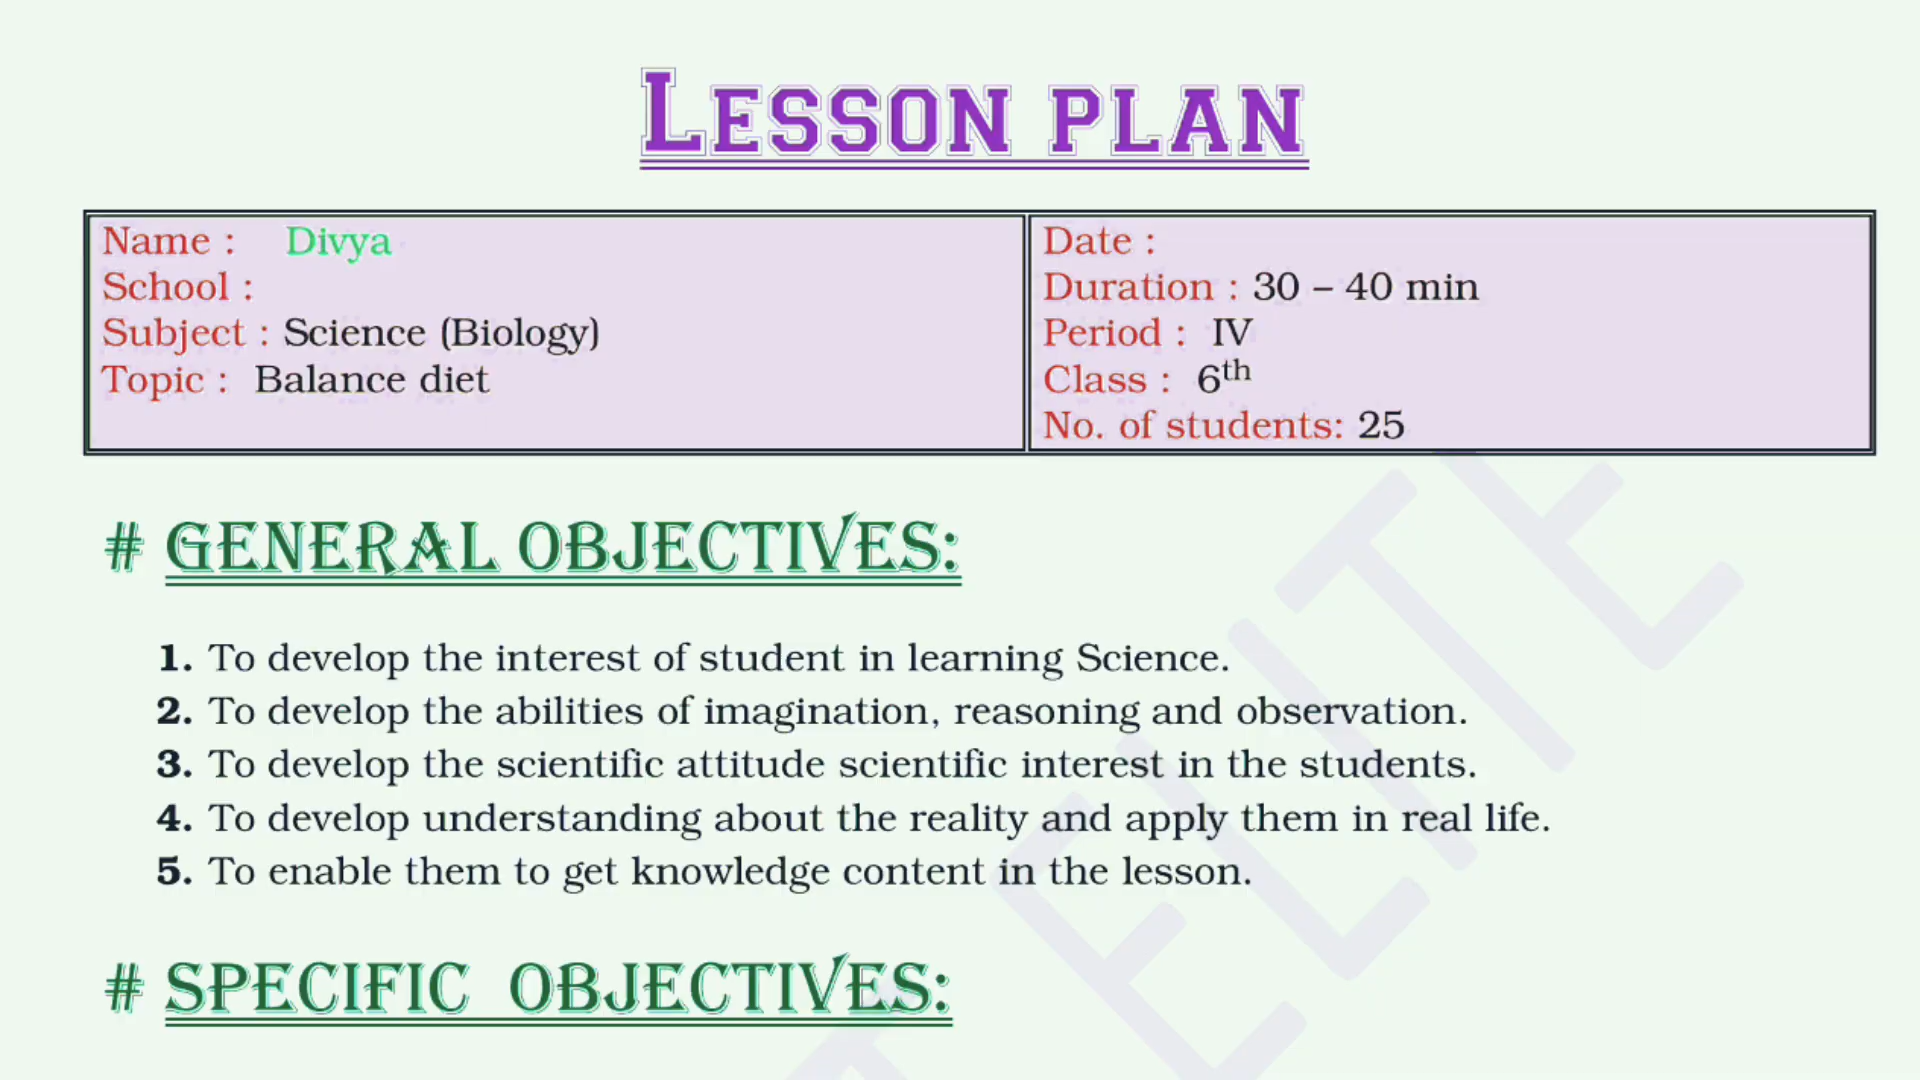 LESSON PLAN
Name : Divya
School :
Subject : Science (Biology)
Topic : Balance diet
Date :
Duration : 30 – 40 min
Period : IV
Class : 6th
No. of students: 25
# GENERAL OBJECTIVES:
1. To develop the interest of student in learning Science.
2. To develop the abilities of imagination, reasoning and observation.
3. To develop the scientific attitude scientific interest in the students.
4. To develop understanding about the reality and apply them in real life.
5. To enable them to get knowledge content in the lesson.
# SPECIFIC OBJECTIVES: